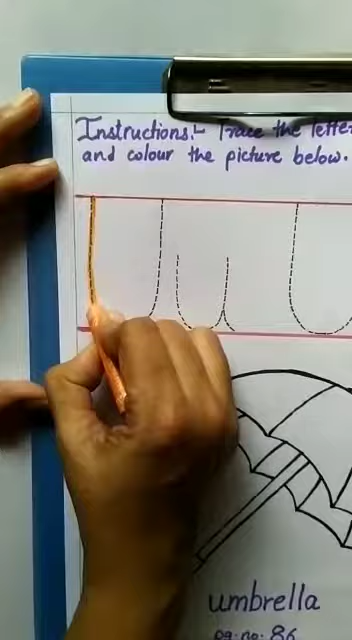 Instructions:- Trace the letter
and colour the picture below.
U u U
umbrella
pg.no. 86